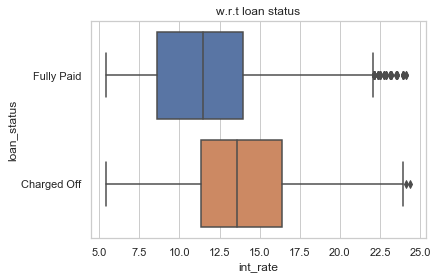 w.r.t loan status
loan_status
Fully Paid
Charged Off
5.0 7.5 10.0 12.5 15.0 17.5 20.0 22.5 25.0
int_rate